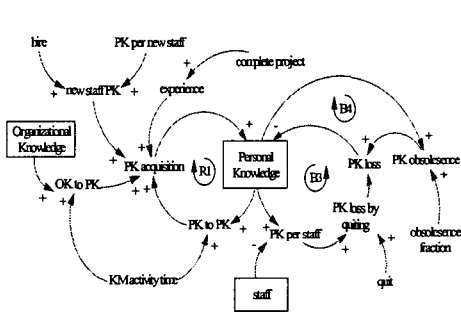 hire
PK per new staff
complete project
+
+
new staff PK
+
experience
B4
Organizational
Knowledge
+
+
-
+
+
PK acquisition
R1
Personal
Knowledge
B3
PK loss
PK obsolesence
+
OK to PK
+
+
+
+
+
+
PK to PK
+
+
PK per staff
PK loss by
quiting
+
+
+
-
+
+
obsolesence
fraction
KM activity time
staff
quit